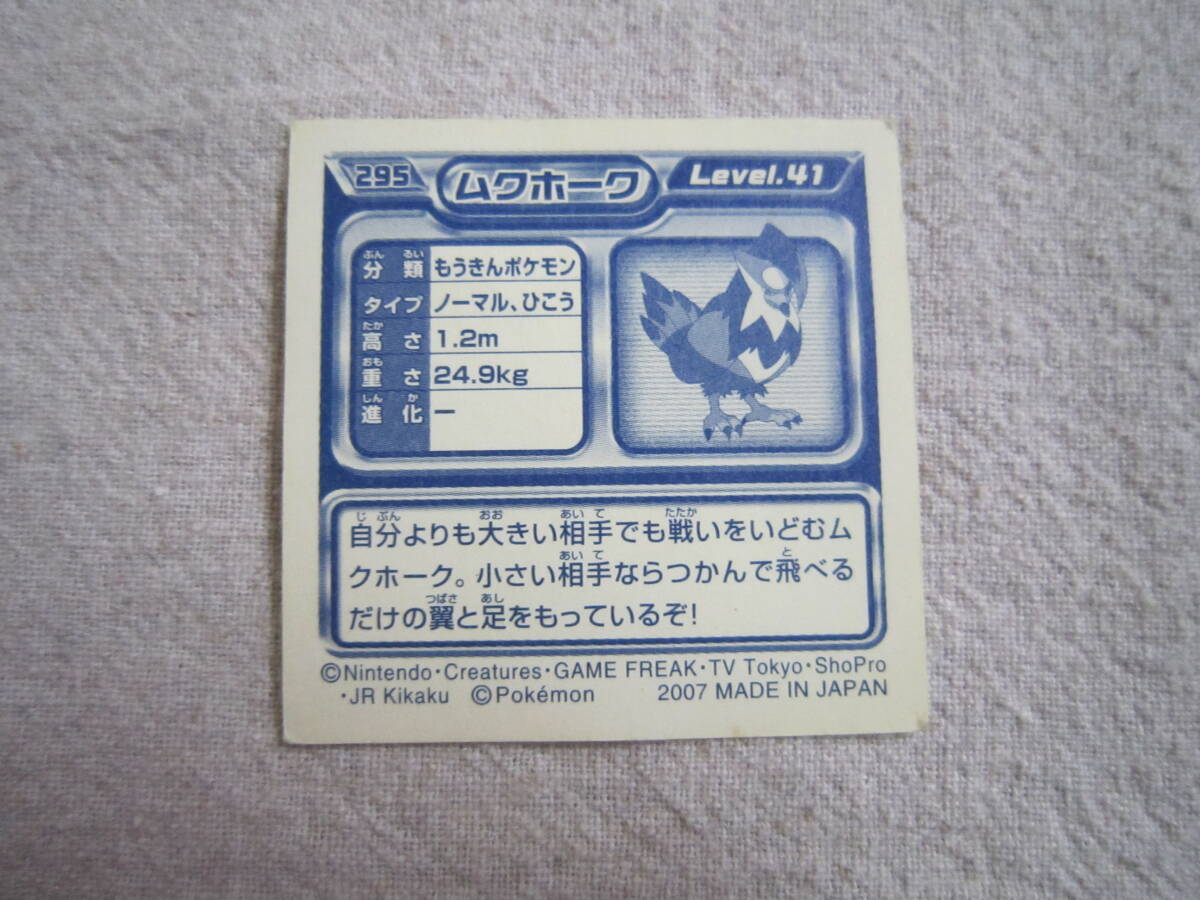 295 ムクホーク Level.41
分類 もうきんポケモン
タイプ ノーマル、ひこう
高さ 1.2m
重さ 24.9kg
進化 ー
自分よりも大きい相手でも戦いをいどむム
クホーク。小さい相手ならつかんで飛べる
だけの翼と足をもっているぞ!
©Nintendo・Creatures・GAME FREAK・TV Tokyo・ShoPro
・JR Kikaku ©Pokémon 2007 MADE IN JAPAN